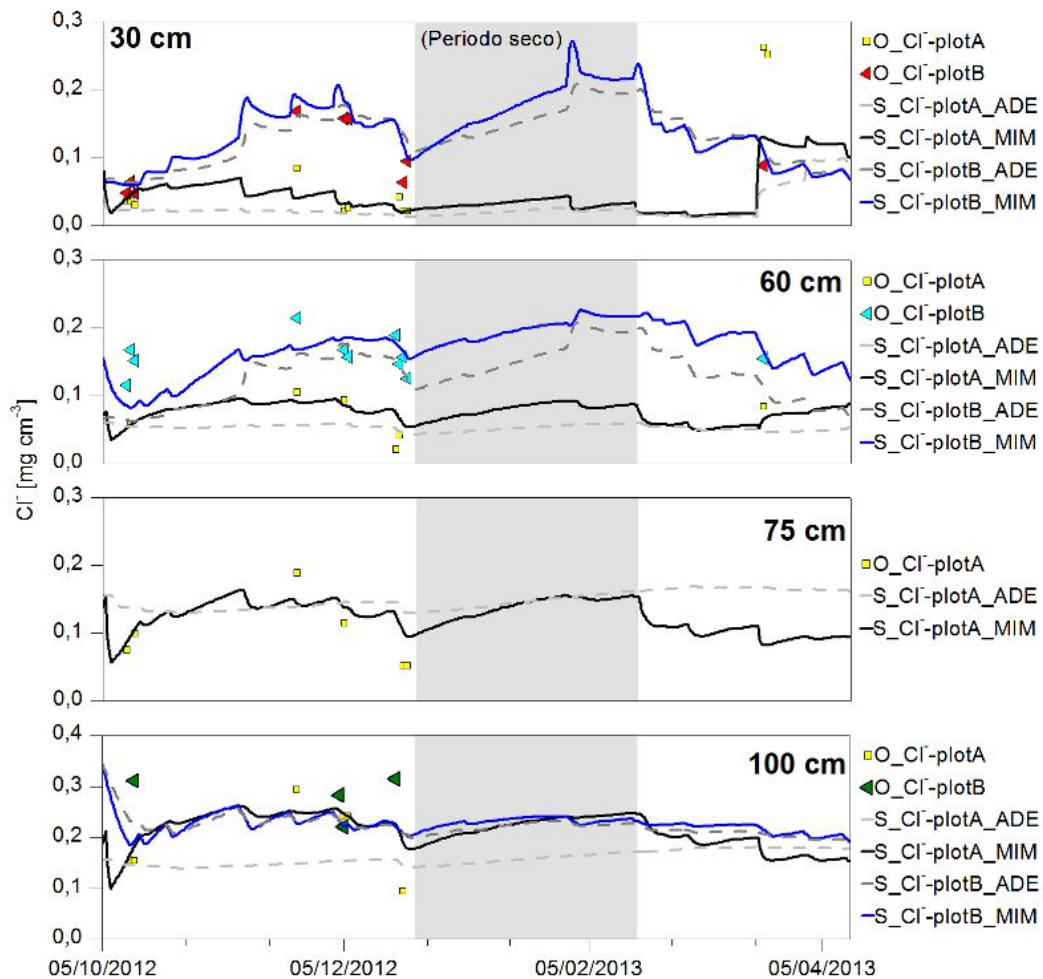 Cl⁻ [mg cm⁻³]
30 cm
(Periodo seco)
0,3
0,2
0,1
0,0
O_Cl⁻-plotA
O_Cl⁻-plotB
S_Cl⁻-plotA_ADE
S_Cl⁻-plotA_MIM
S_Cl⁻-plotB_ADE
S_Cl⁻-plotB_MIM
60 cm
0,3
0,2
0,1
0,0
O_Cl⁻-plotA
O_Cl⁻-plotB
S_Cl⁻-plotA_ADE
S_Cl⁻-plotA_MIM
S_Cl⁻-plotB_ADE
S_Cl⁻-plotB_MIM
75 cm
0,3
0,2
0,1
0,0
O_Cl⁻-plotA
S_Cl⁻-plotA_ADE
S_Cl⁻-plotA_MIM
100 cm
0,4
0,3
0,2
0,1
0,0
O_Cl⁻-plotA
O_Cl⁻-plotB
S_Cl⁻-plotA_ADE
S_Cl⁻-plotA_MIM
S_Cl⁻-plotB_ADE
S_Cl⁻-plotB_MIM
05/10/2012 05/12/2012 05/02/2013 05/04/2013